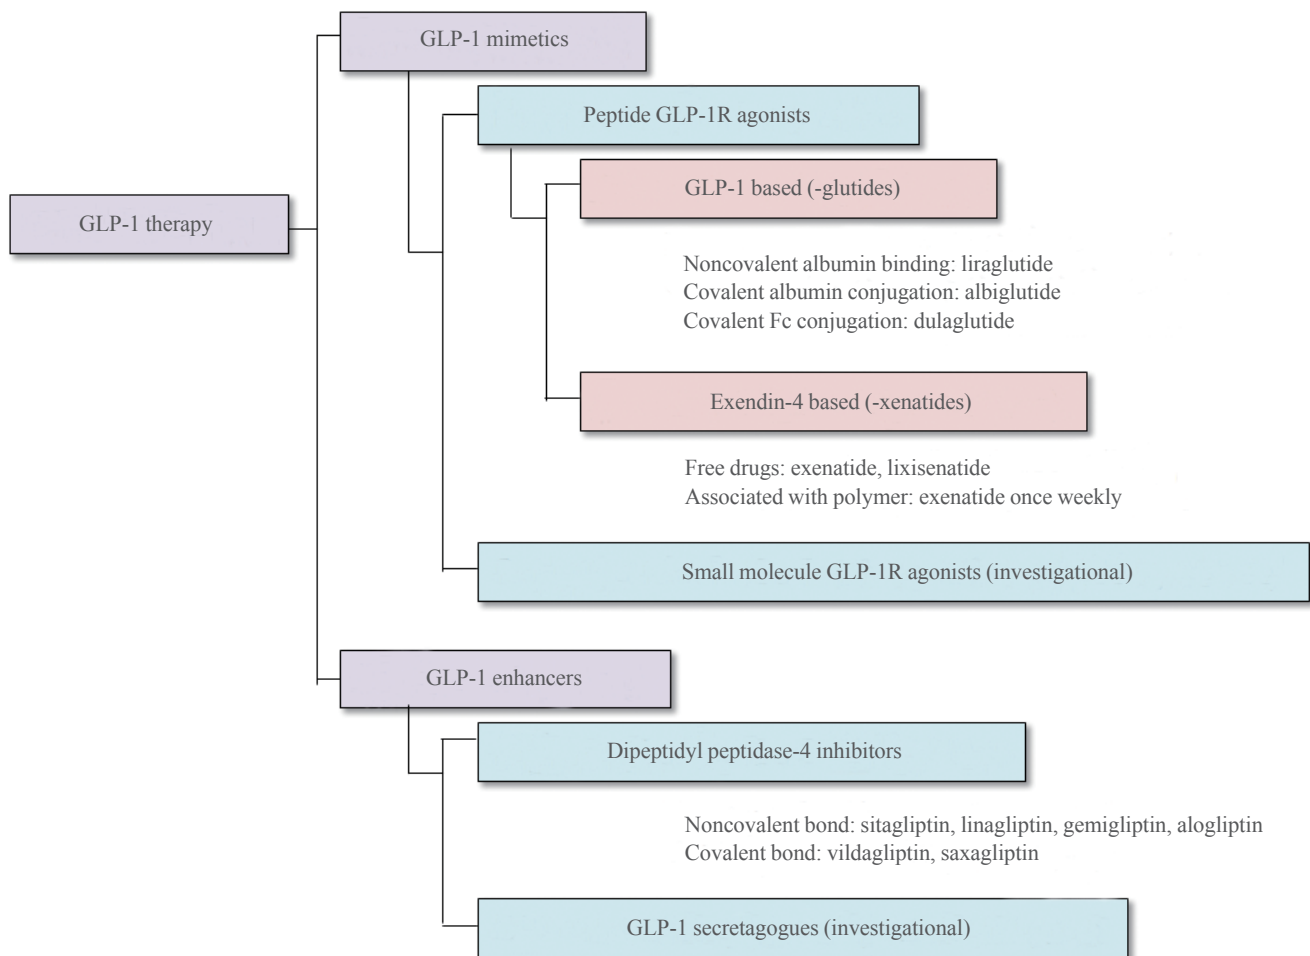 GLP-1 mimetics
Peptide GLP-1R agonists
GLP-1 based (-glutides)
GLP-1 therapy
Noncovalent albumin binding: liraglutide
Covalent albumin conjugation: albiglutide
Covalent Fc conjugation: dulaglutide
Exendin-4 based (-xenatides)
Free drugs: exenatide, lixisenatide
Associated with polymer: exenatide once weekly
Small molecule GLP-1R agonists (investigational)
GLP-1 enhancers
Dipeptidyl peptidase-4 inhibitors
Noncovalent bond: sitagliptin, linagliptin, gemigliptin, alogliptin
Covalent bond: vildagliptin, saxagliptin
GLP-1 secretagogues (investigational)